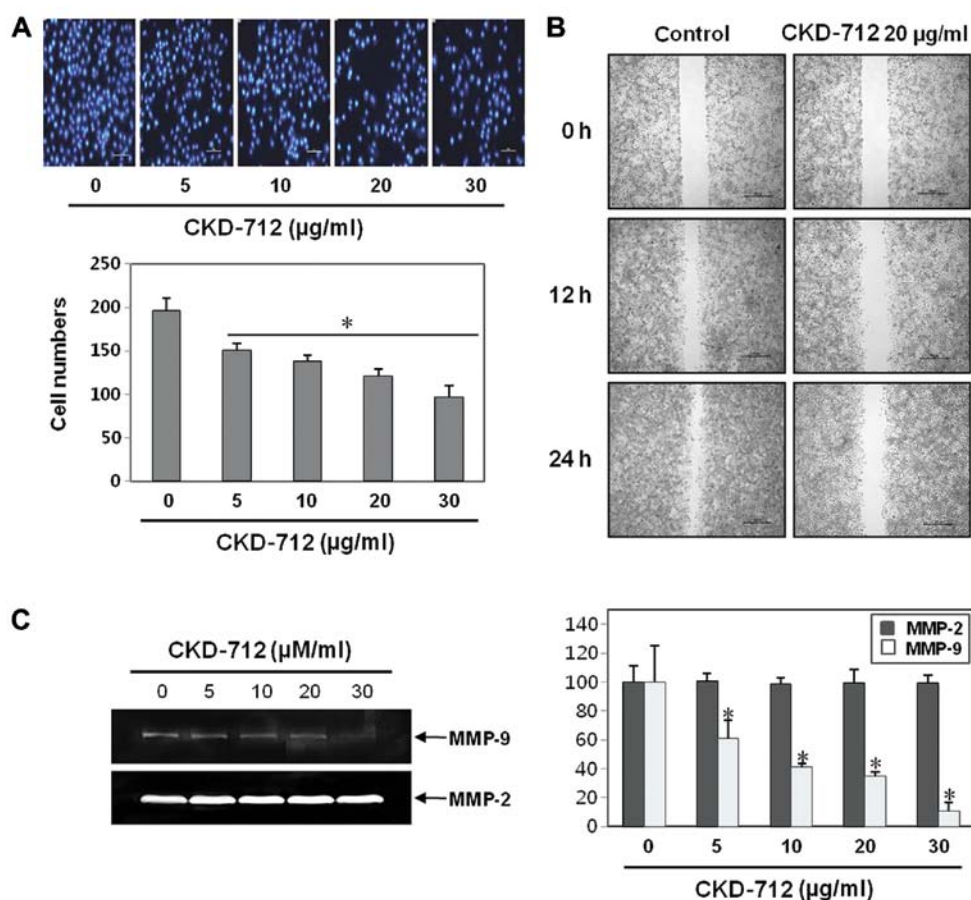 A
0 5 10 20 30
CKD-712 (µg/ml)
250
200
150
100
50
0
Cell numbers
*
0 5 10 20 30
CKD-712 (µg/ml)
B
Control CKD-712 20 µg/ml
0 h
12 h
24 h
C
CKD-712 (µM/ml)
0 5 10 20 30
MMP-9
MMP-2
140
120
100
80
60
40
20
0
MMP-2
MMP-9
* * * *
0 5 10 20 30
CKD-712 (µg/ml)